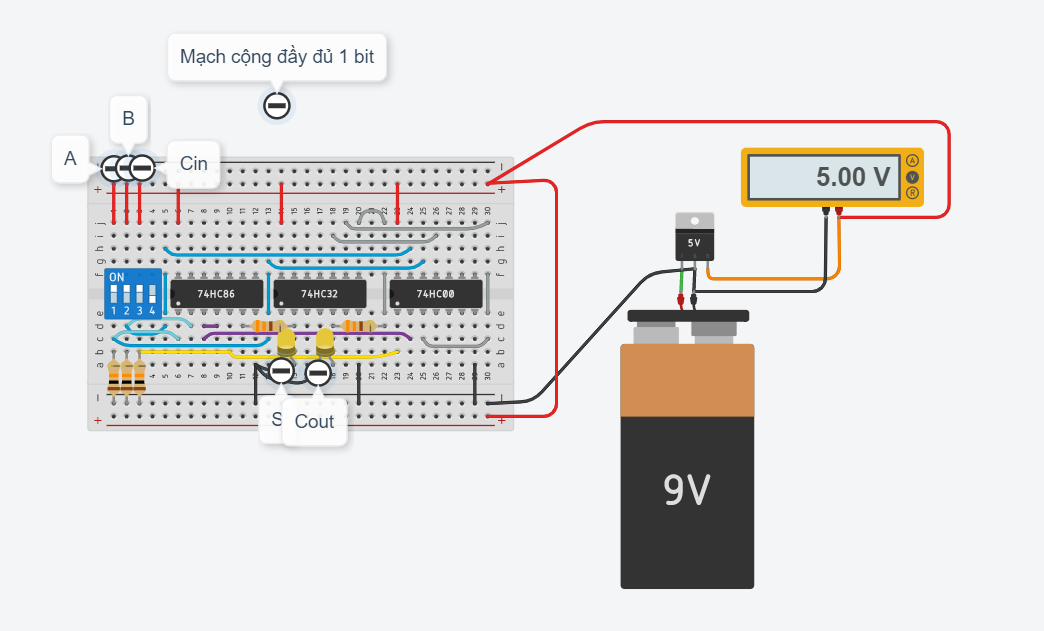 Mạch cộng đầy đủ 1 bit
B
A
Cin
5.00 V
A
V
R
5V
ON
1 2 3 4
74HC86
74HC32
74HC00
S
Cout
9V